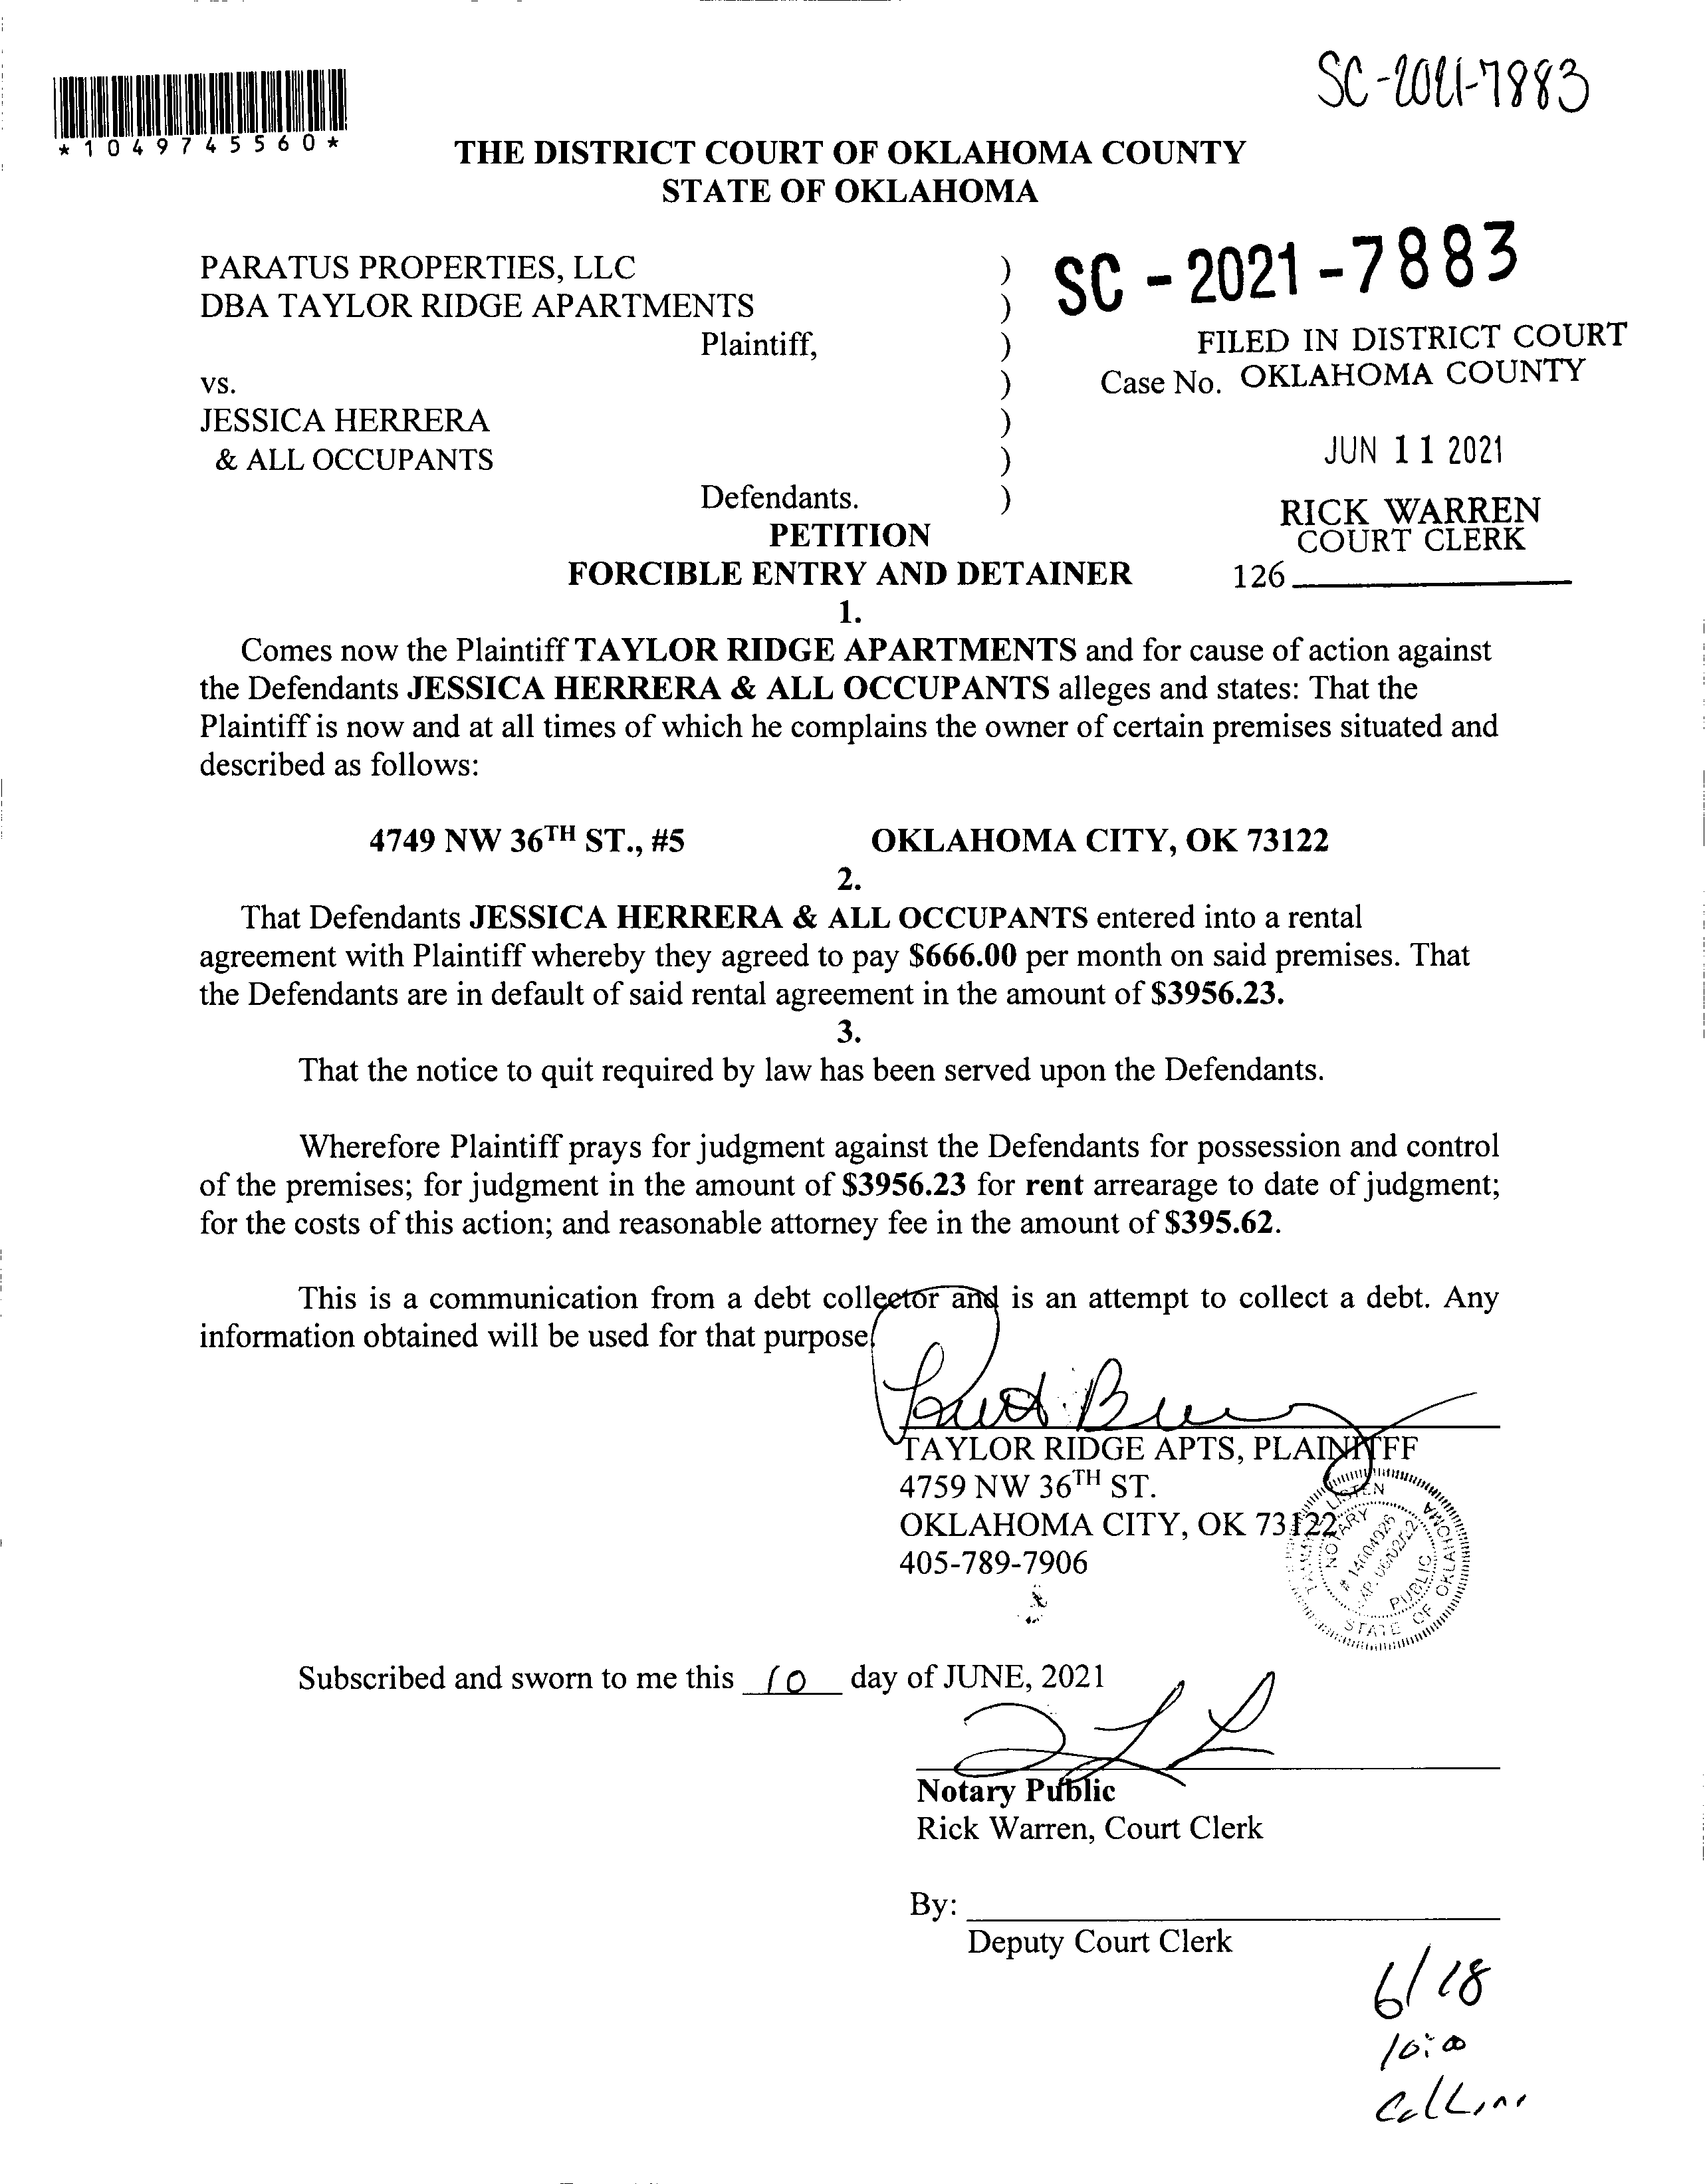 SC-2021-7883
*1049745560*
THE DISTRICT COURT OF OKLAHOMA COUNTY
STATE OF OKLAHOMA
PARATUS PROPERTIES, LLC )
DBA TAYLOR RIDGE APARTMENTS )
Plaintiff, )
vs. )
JESSICA HERRERA )
& ALL OCCUPANTS )
Defendants. )
SC-2021-7883
FILED IN DISTRICT COURT
Case No. OKLAHOMA COUNTY
JUN 11 2021
RICK WARREN
COURT CLERK
126
PETITION
FORCIBLE ENTRY AND DETAINER
1.
Comes now the Plaintiff TAYLOR RIDGE APARTMENTS and for cause of action against
the Defendants JESSICA HERRERA & ALL OCCUPANTS alleges and states: That the
Plaintiff is now and at all times of which he complains the owner of certain premises situated and
described as follows:
4749 NW 36TH ST., #5 OKLAHOMA CITY, OK 73122
2.
That Defendants JESSICA HERRERA & ALL OCCUPANTS entered into a rental
agreement with Plaintiff whereby they agreed to pay $666.00 per month on said premises. That
the Defendants are in default of said rental agreement in the amount of $3956.23.
3.
That the notice to quit required by law has been served upon the Defendants.
Wherefore Plaintiff prays for judgment against the Defendants for possession and control
of the premises; for judgment in the amount of $3956.23 for rent arrearage to date of judgment;
for the costs of this action; and reasonable attorney fee in the amount of $395.62.
This is a communication from a debt collector and is an attempt to collect a debt. Any
information obtained will be used for that purpose.
TAYLOR RIDGE APTS, PLAINTIFF
4759 NW 36TH ST.
OKLAHOMA CITY, OK 73122
405-789-7906
NOTARY
PUBLIC
STATE OF OKLAHOMA
Subscribed and sworn to me this 10 day of JUNE, 2021
Notary Public
Rick Warren, Court Clerk
By:
Deputy Court Clerk
6/18
10:00
Collins